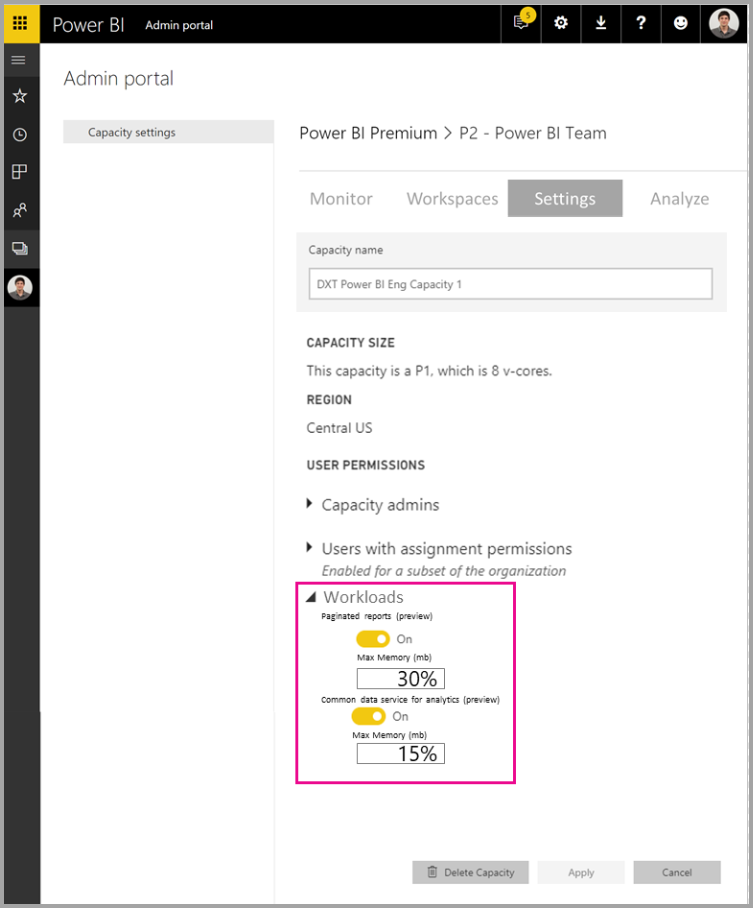 Power BI Admin portal
5
?
Admin portal
Capacity settings
Power BI Premium > P2 - Power BI Team
Monitor Workspaces Settings Analyze
Capacity name
DXT Power BI Eng Capacity 1
CAPACITY SIZE
This capacity is a P1, which is 8 v-cores.
REGION
Central US
USER PERMISSIONS
Capacity admins
Users with assignment permissions
Enabled for a subset of the organization
Workloads
Paginated reports (preview)
On
Max Memory (mb)
30%
Common data service for analytics (preview)
On
Max Memory (mb)
15%
Delete Capacity Apply Cancel